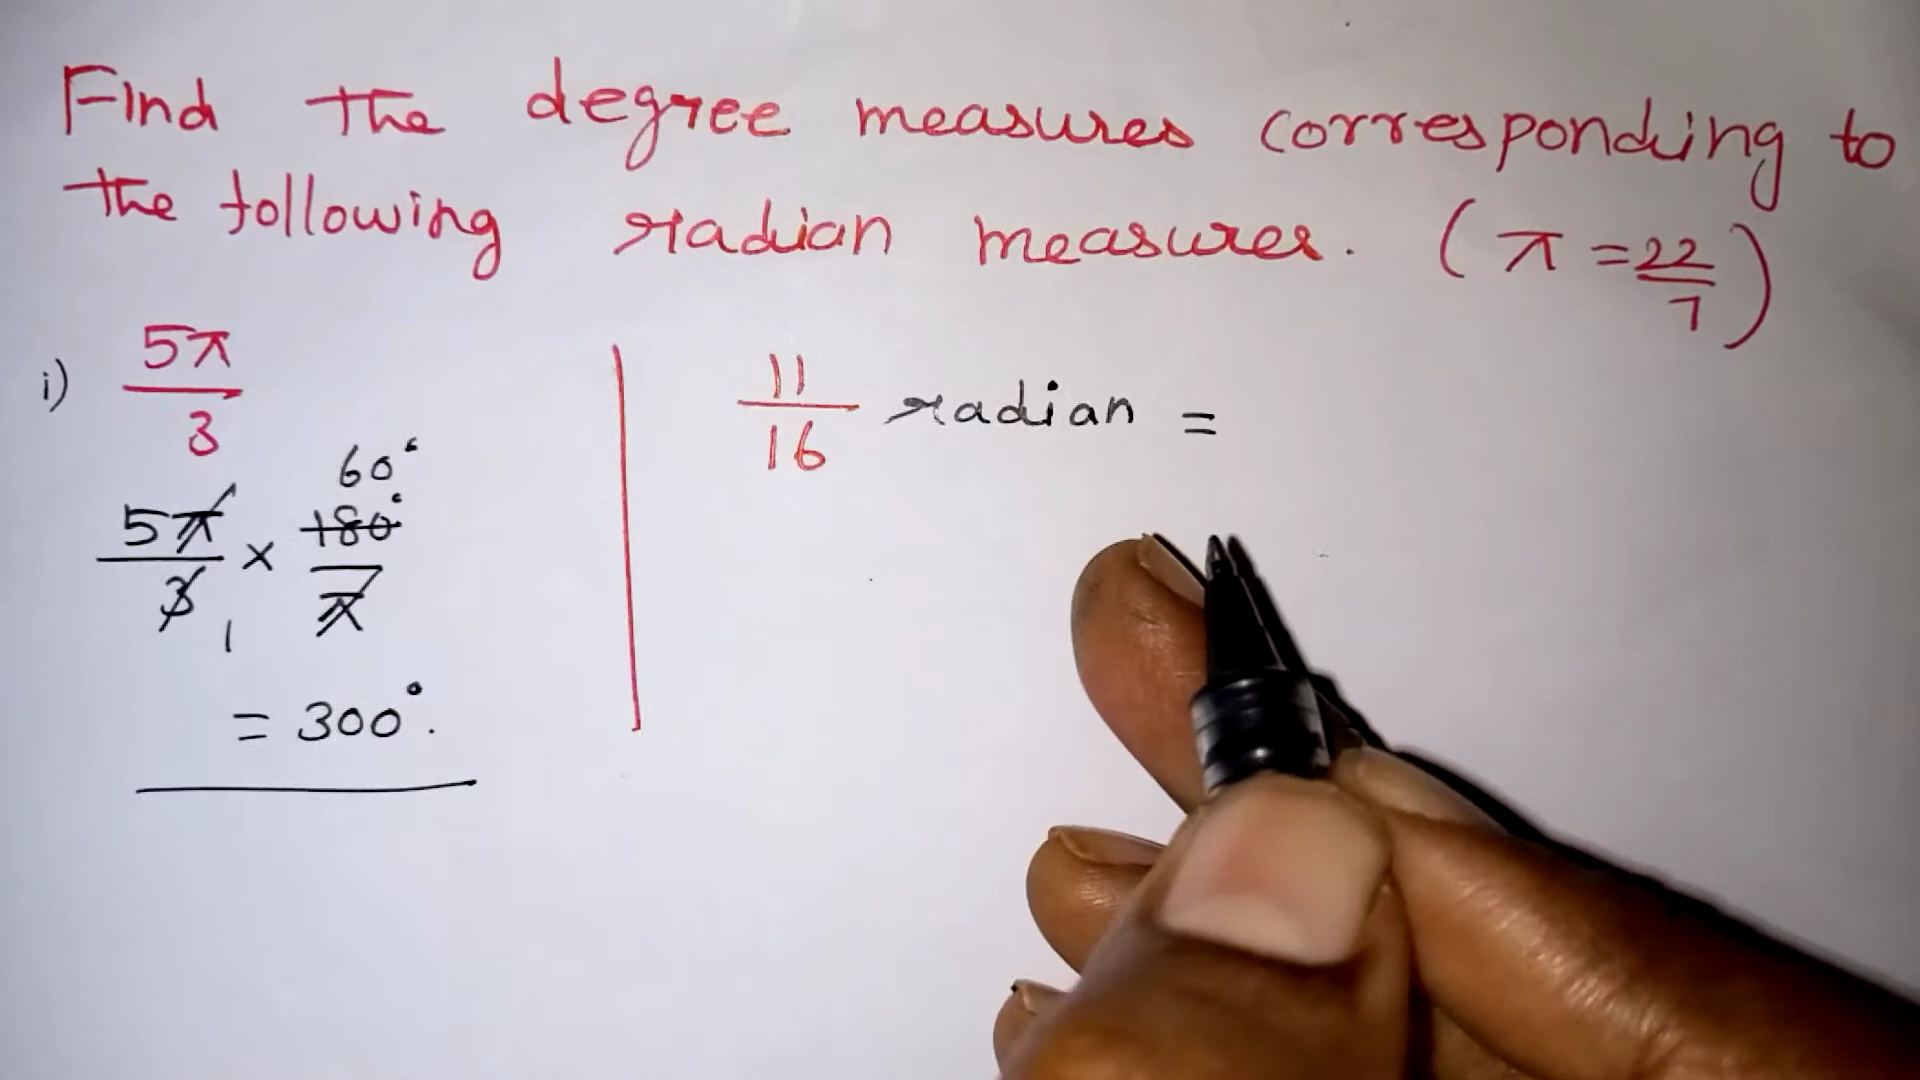 Find the degree measures corresponding to
the following radian measures. (π = 22/7)
i) 5π/3
60°
5π/3 × 180°/π
1
= 300°.
11/16 radian =